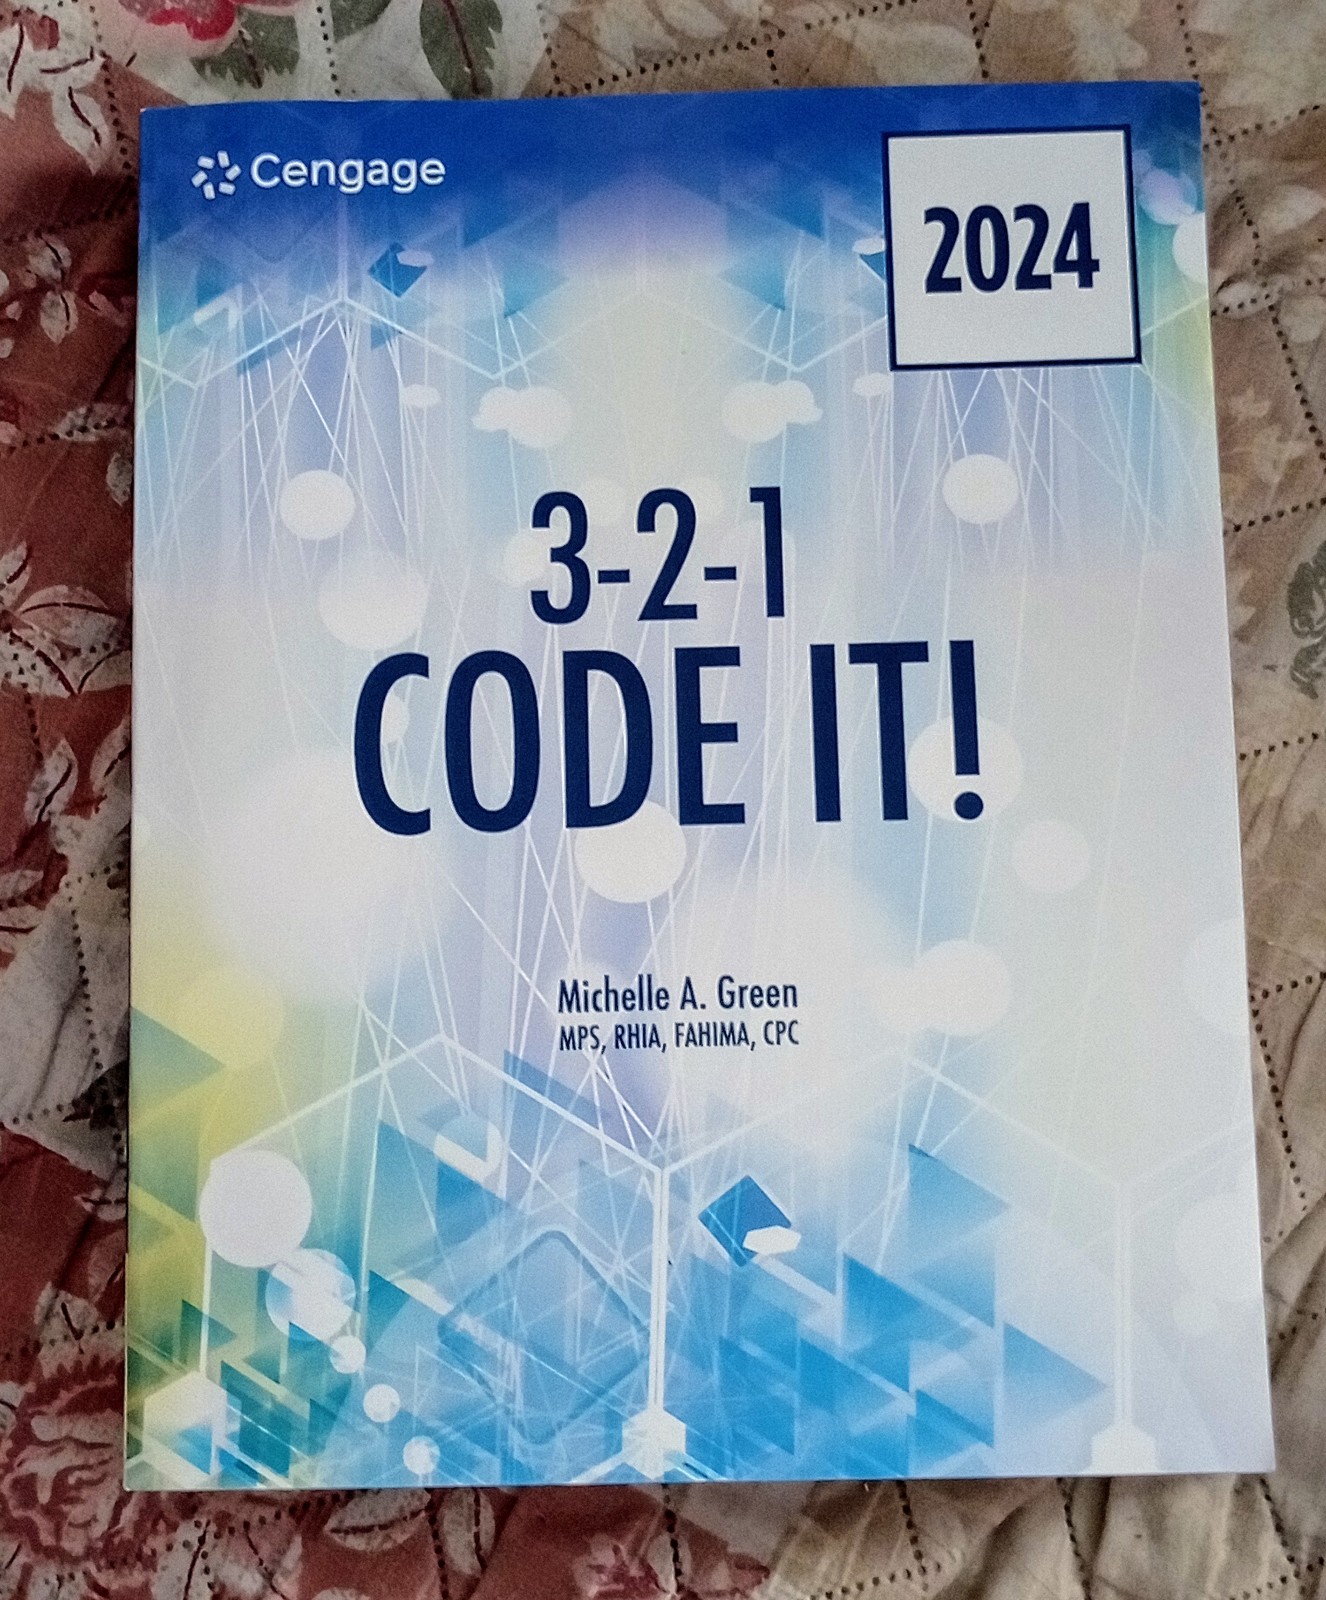 Cengage
2024
3-2-1
CODE IT!
Michelle A. Green
MPS, RHIA, FAHIMA, CPC